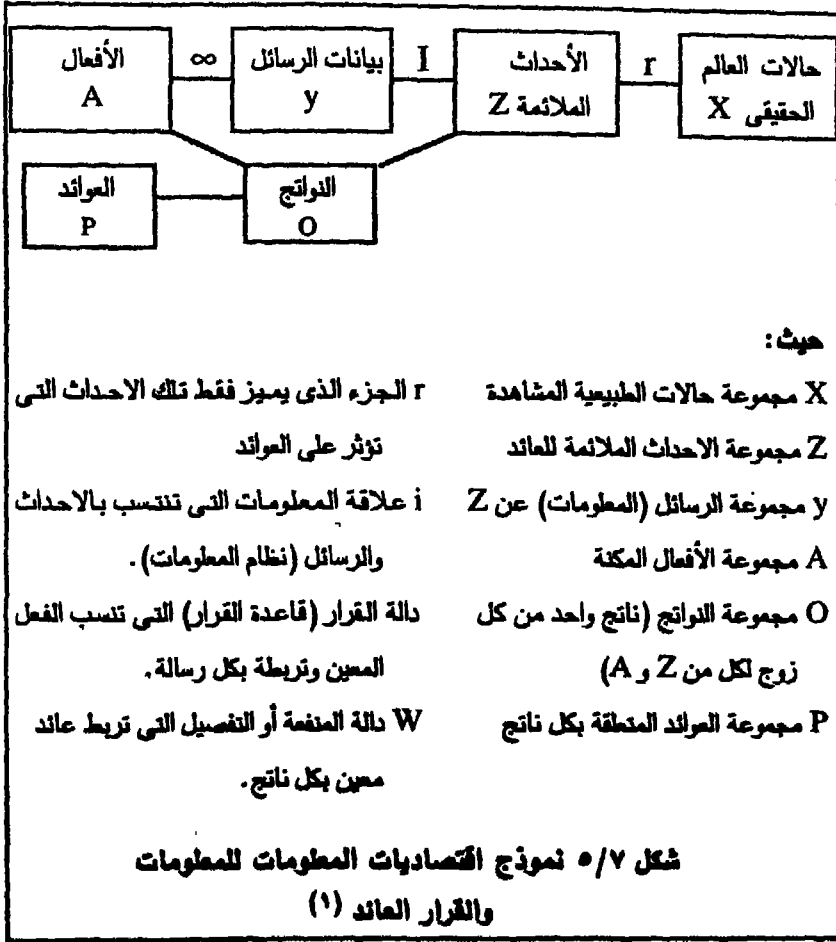 حالات العالم
الحقيقى X
r
الأحداث
الملائمة Z
I
بيانات الرسائل
y
∞
الأفعال
A
النواتج
O
العوائد
P
حيث :
X مجموعة حالات الطبيعية المشاهدة
Z مجموعة الاحداث الملائمة للعائد
y مجموعة الرسائل (المعلومات) عن Z
A مجموعة الأفعال المكنة
O مجموعة النواتج (ناتج واحد من كل
زوج لكل من Z و A)
P مجموعة العوائد المتعلقة بكل ناتج
r الجزء الذى يميز فقط تلك الاحداث التى
تؤثر على العوائد
i علاقة المعلومات التى تنتسب بالاحداث
والرسائل (نظام المعلومات) .
دالة القرار (قاعدة القرار) التى تنسب الفعل
المعين وتربطة بكل رسالة .
W دالة المنفعة أو التفصيل التى تربط عائد
معين بكل ناتج .
شكل ٥/٧ نموذج اقتصاديات المعلومات للمعلومات
والقرار العائد (١)